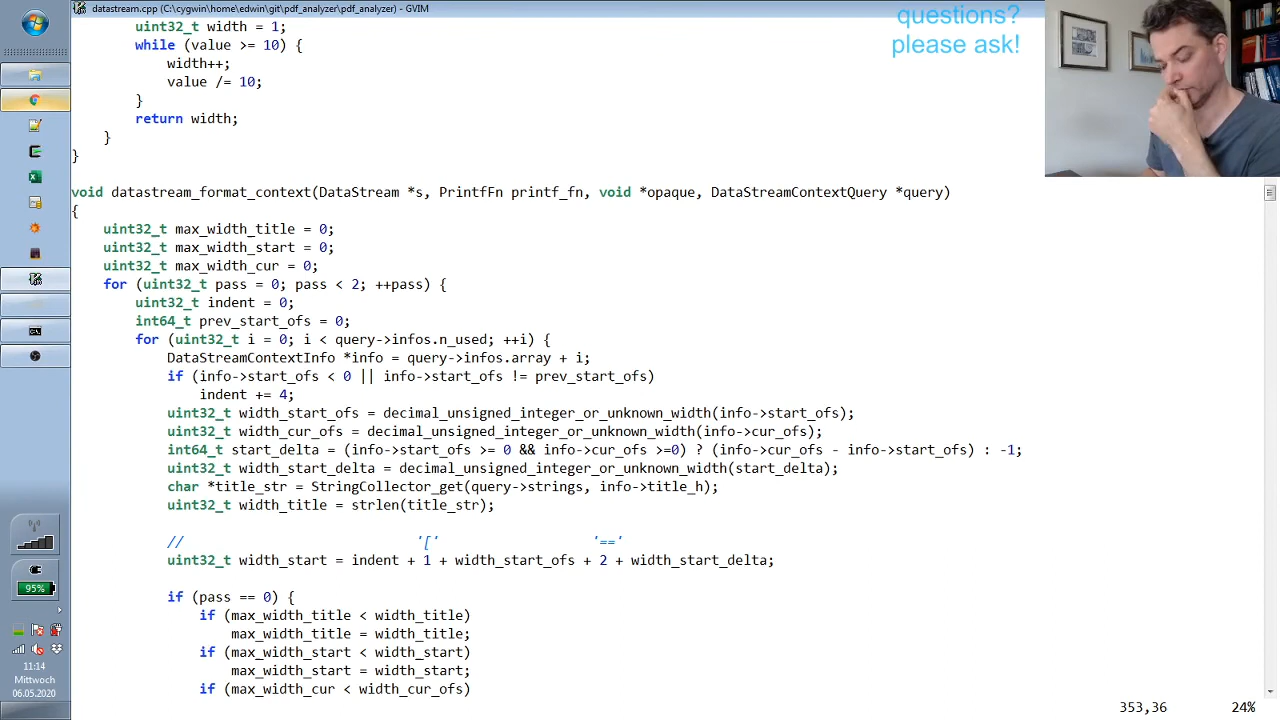 datastream.cpp (C:\cygwin\home\edwin\git\pdf_analyzer\pdf_analyzer) - GVIM
questions?
please ask!
uint32_t width = 1;
while (value >= 10) {
width++;
value /= 10;
}
return width;
}
}
void datastream_format_context(DataStream *s, PrintfFn printf_fn, void *opaque, DataStreamContextQuery *query)
{
uint32_t max_width_title = 0;
uint32_t max_width_start = 0;
uint32_t max_width_cur = 0;
for (uint32_t pass = 0; pass < 2; ++pass) {
uint32_t indent = 0;
int64_t prev_start_ofs = 0;
for (uint32_t i = 0; i < query->infos.n_used; ++i) {
DataStreamContextInfo *info = query->infos.array + i;
if (info->start_ofs < 0 || info->start_ofs != prev_start_ofs)
indent += 4;
uint32_t width_start_ofs = decimal_unsigned_integer_or_unknown_width(info->start_ofs);
uint32_t width_cur_ofs = decimal_unsigned_integer_or_unknown_width(info->cur_ofs);
int64_t start_delta = (info->start_ofs >= 0 && info->cur_ofs >=0) ? (info->cur_ofs - info->start_ofs) : -1;
uint32_t width_start_delta = decimal_unsigned_integer_or_unknown_width(start_delta);
char *title_str = StringCollector_get(query->strings, info->title_h);
uint32_t width_title = strlen(title_str);
// '[' '=='
uint32_t width_start = indent + 1 + width_start_ofs + 2 + width_start_delta;
if (pass == 0) {
if (max_width_title < width_title)
max_width_title = width_title;
if (max_width_start < width_start)
max_width_start = width_start;
if (max_width_cur < width_cur_ofs)
353,36 24%
95%
11:14
Mittwoch
06.05.2020